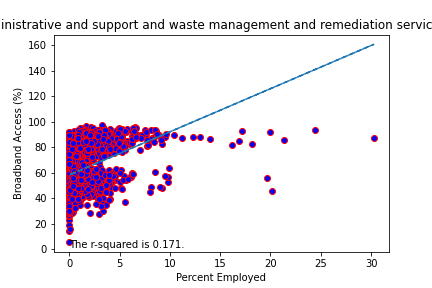 inistrative and support and waste management and remediation servic
160
140
120
100
80
60
40
20
0
Broadband Access (%)
The r-squared is 0.171.
0 5 10 15 20 25 30
Percent Employed